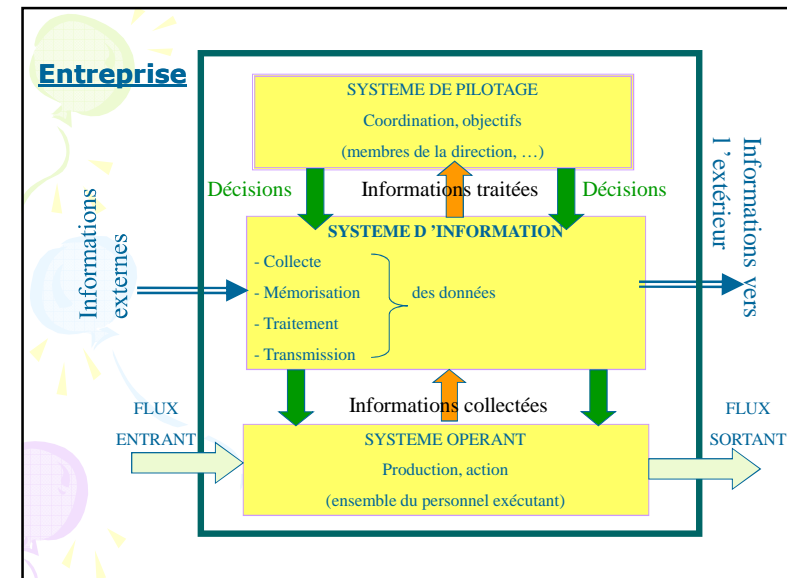 Entreprise
SYSTEME DE PILOTAGE
Coordination, objectifs
(membres de la direction, …)
Décisions
Informations traitées
Décisions
Informations
externes
Informations vers
l ’extérieur
SYSTEME D ’INFORMATION
- Collecte
- Mémorisation
des données
- Traitement
- Transmission
Informations collectées
FLUX
ENTRANT
FLUX
SORTANT
SYSTEME OPERANT
Production, action
(ensemble du personnel exécutant)